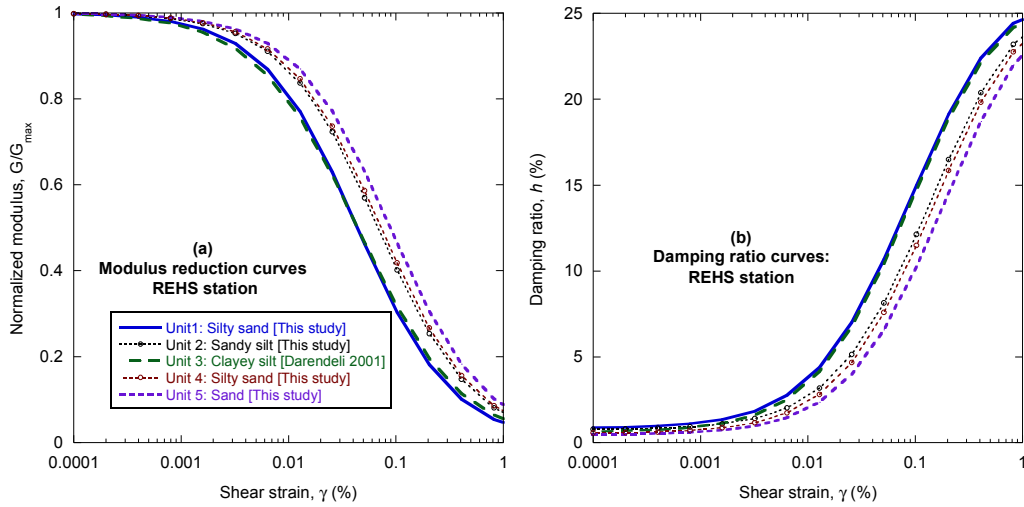 1
0.8
0.6
0.4
0.2
0
Normalized modulus, G/Gmax
(a)
Modulus reduction curves
REHS station
Unit1: Silty sand [This study]
Unit 2: Sandy silt [This study]
Unit 3: Clayey silt [Darendeli 2001]
Unit 4: Silty sand [This study]
Unit 5: Sand [This study]
0.0001
0.001
0.01
0.1
1
Shear strain, γ (%)
25
20
15
10
5
0
Damping ratio, h (%)
(b)
Damping ratio curves:
REHS station
0.0001
0.001
0.01
0.1
1
Shear strain, γ (%)